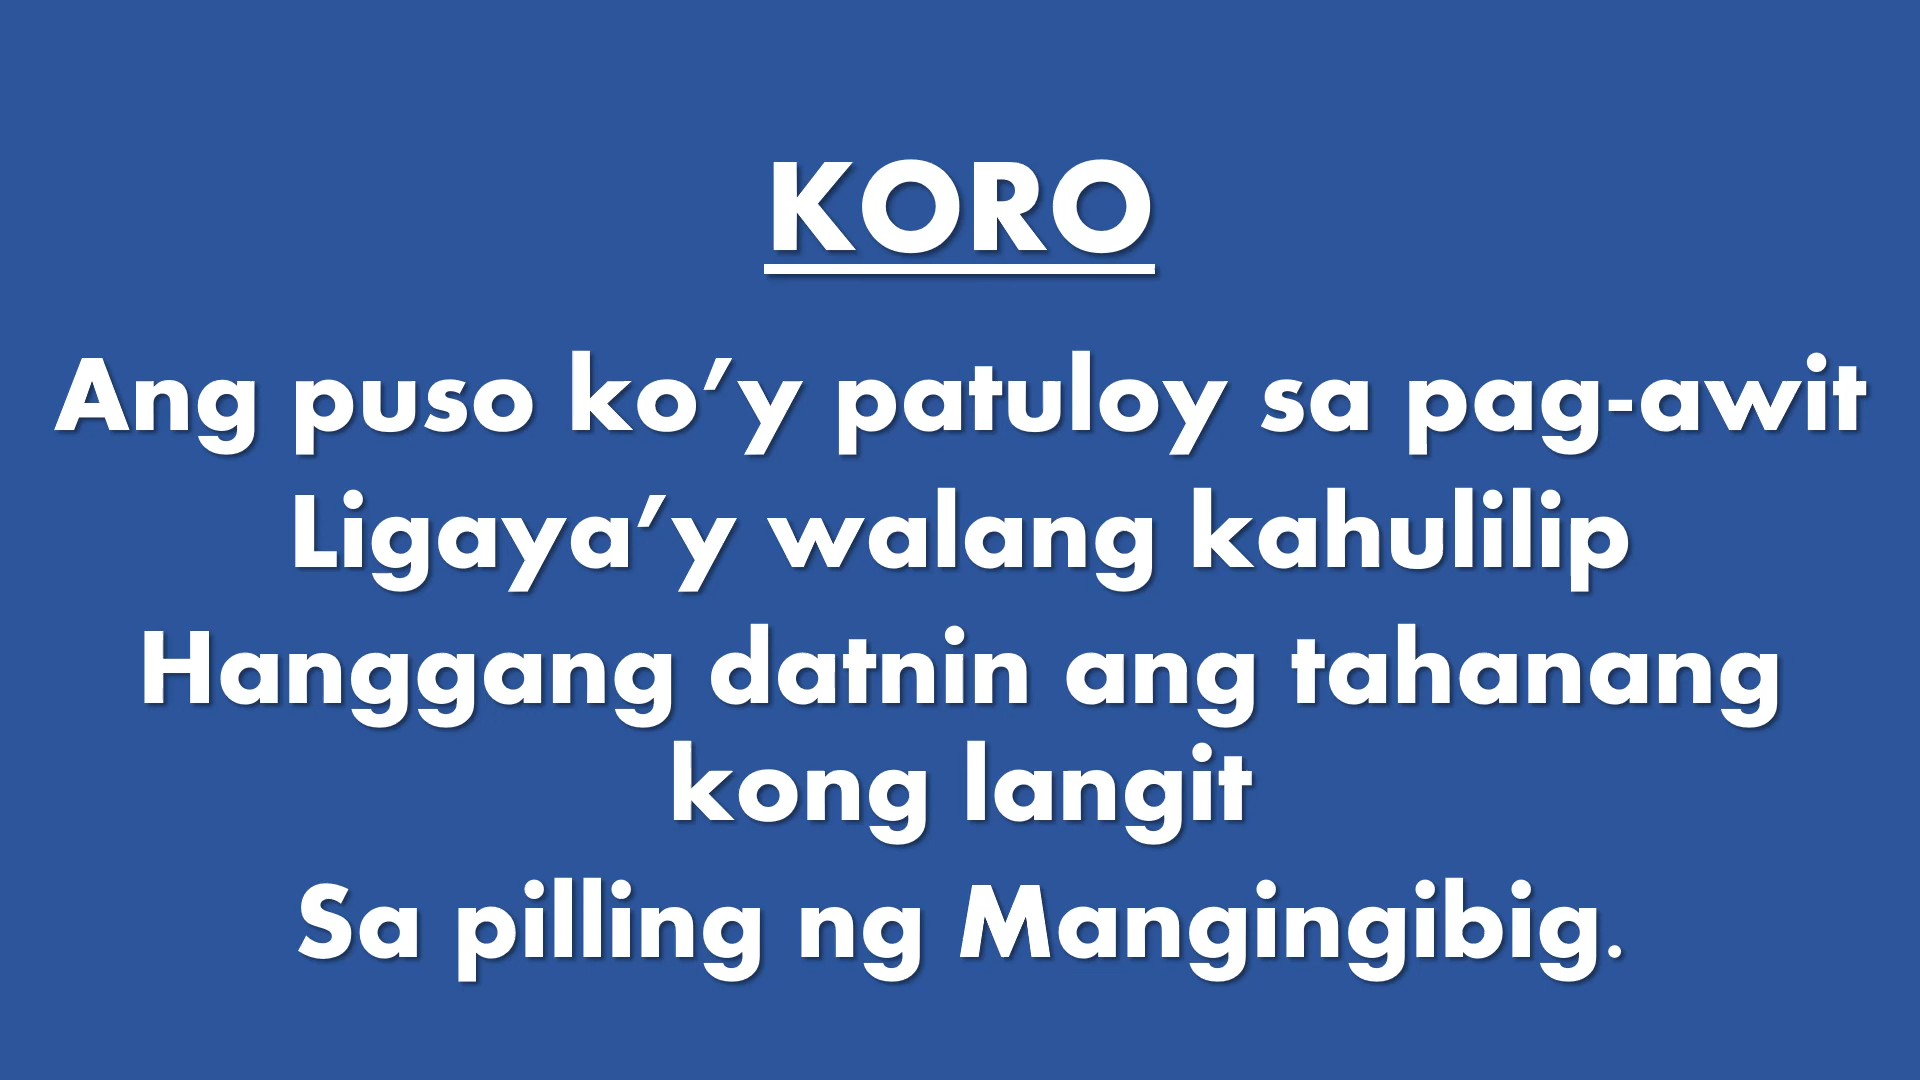 KORO
Ang puso ko’y patuloy sa pag-awit
Ligaya’y walang kahulilip
Hanggang datnin ang tahanang
kong langit
Sa pilling ng Mangingibig.